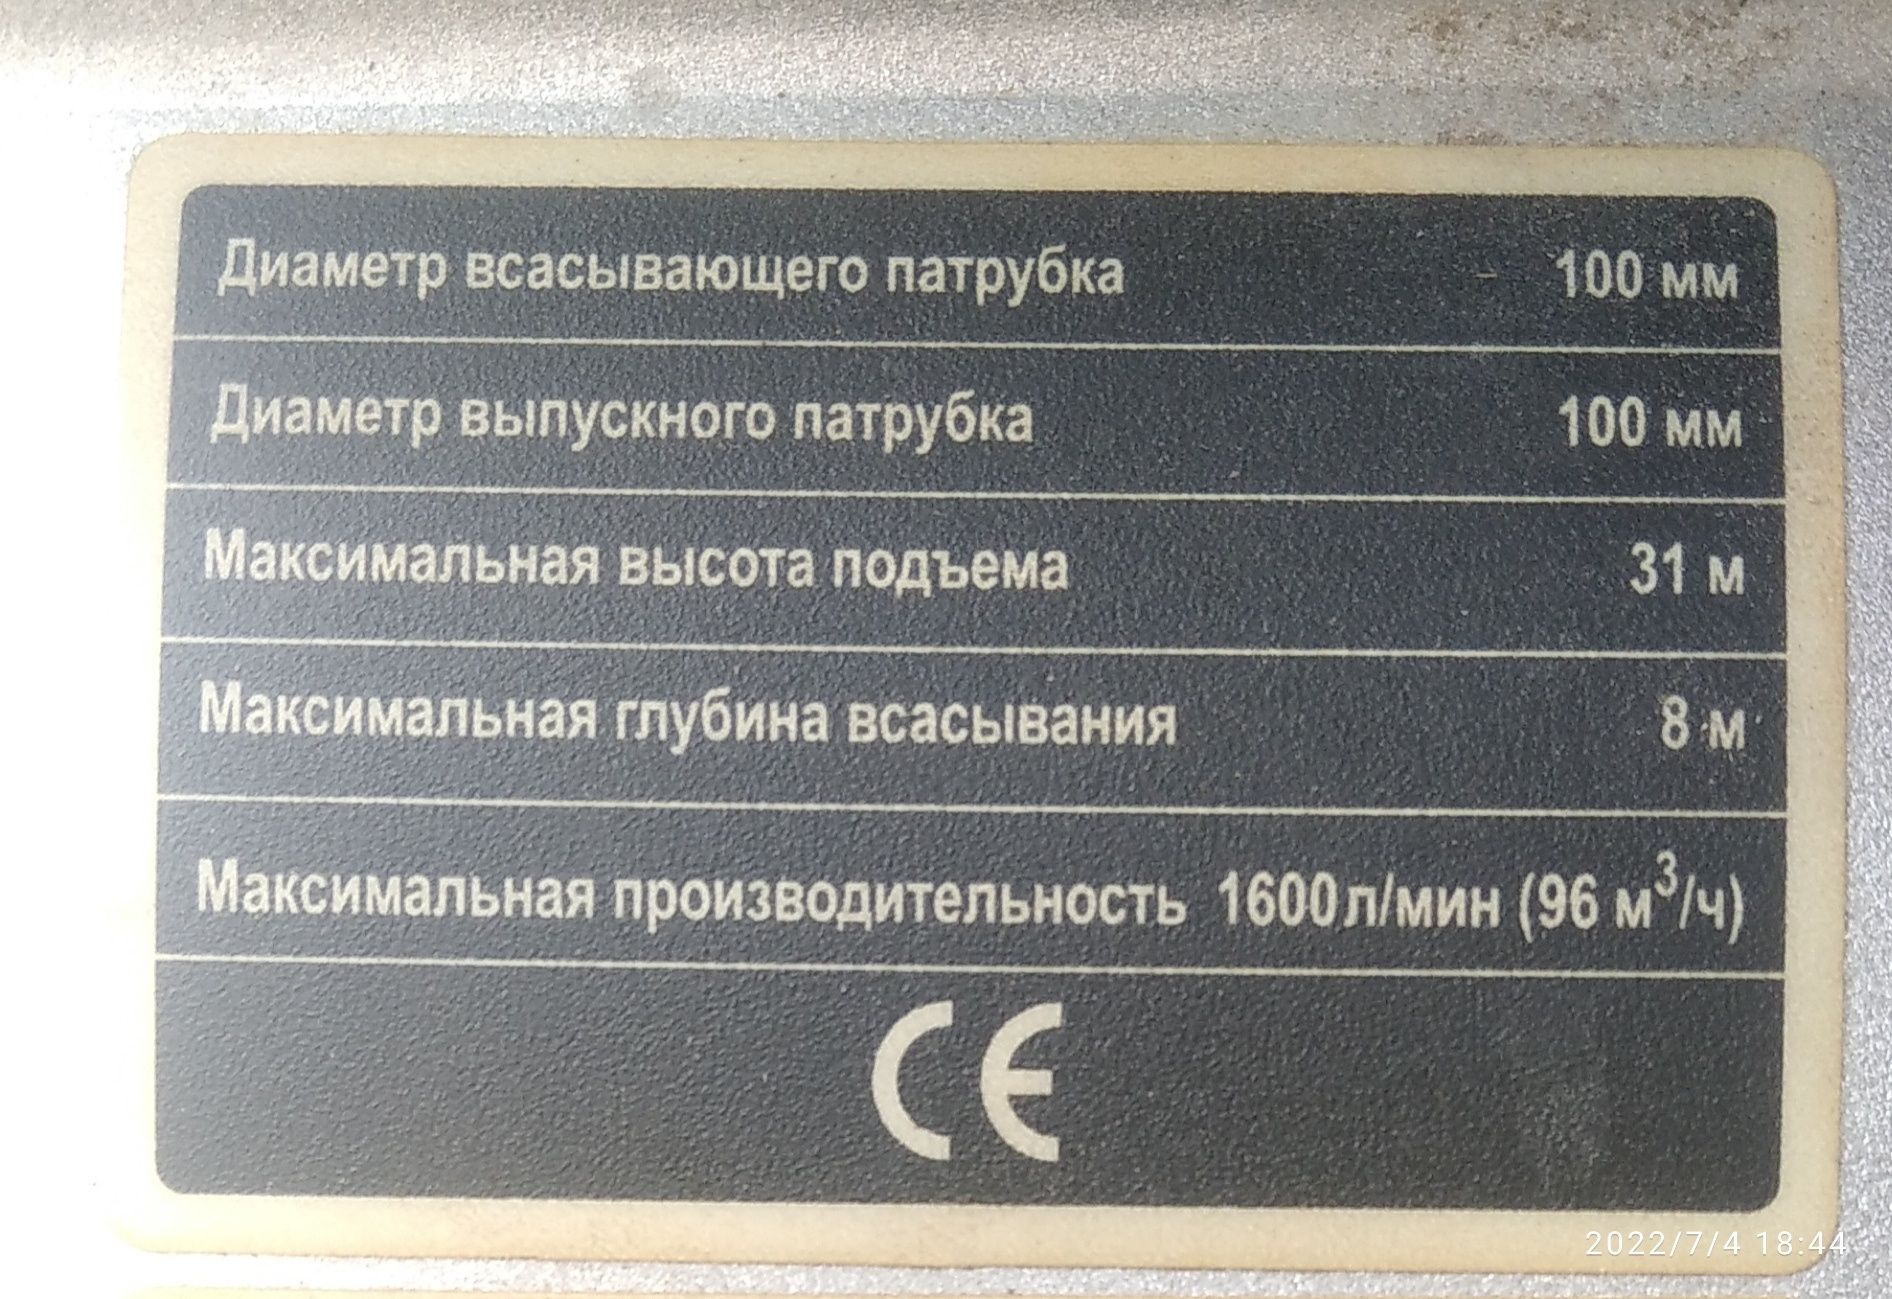 Диаметр всасывающего патрубка 100 мм
Диаметр выпускного патрубка 100 мм
Максимальная высота подъема 31 м
Максимальная глубина всасывания 8 м
Максимальная производительность 1600 л/мин (96 м³/ч)
CE
2022/7/4 18:44